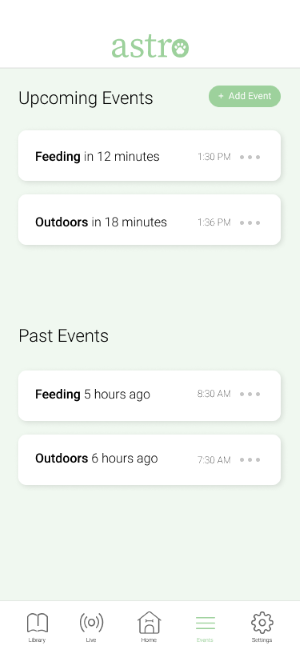 astro
Upcoming Events
+ Add Event
Feeding in 12 minutes 1:30 PM
Outdoors in 18 minutes 1:36 PM
Past Events
Feeding 5 hours ago 8:30 AM
Outdoors 6 hours ago 7:30 AM
Library Live Home Events Settings